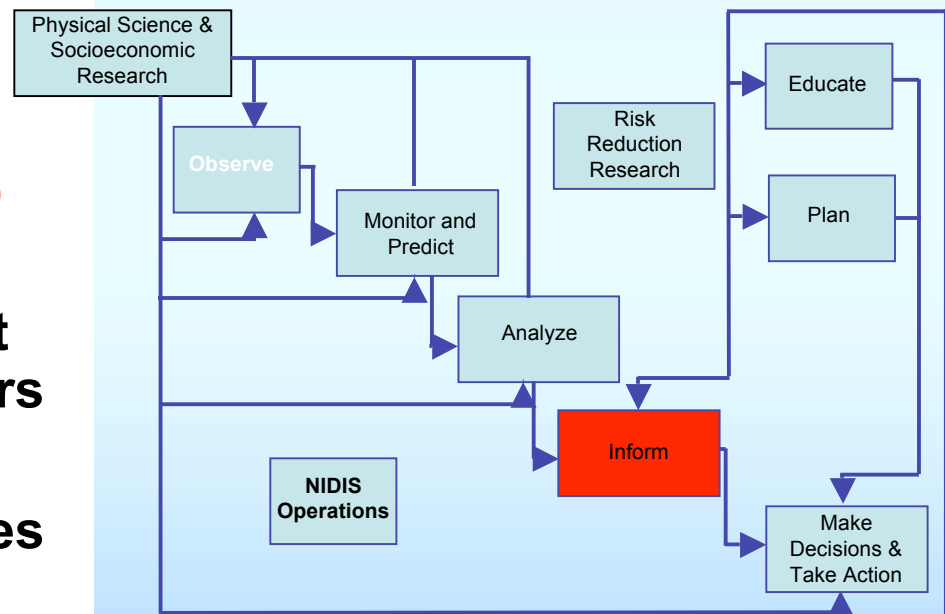 Physical Science &
Socioeconomic
Research
Observe
Monitor and
Predict
Analyze
Inform
Risk
Reduction
Research
Educate
Plan
Make
Decisions &
Take Action
NIDIS
Operations
t
rs
es